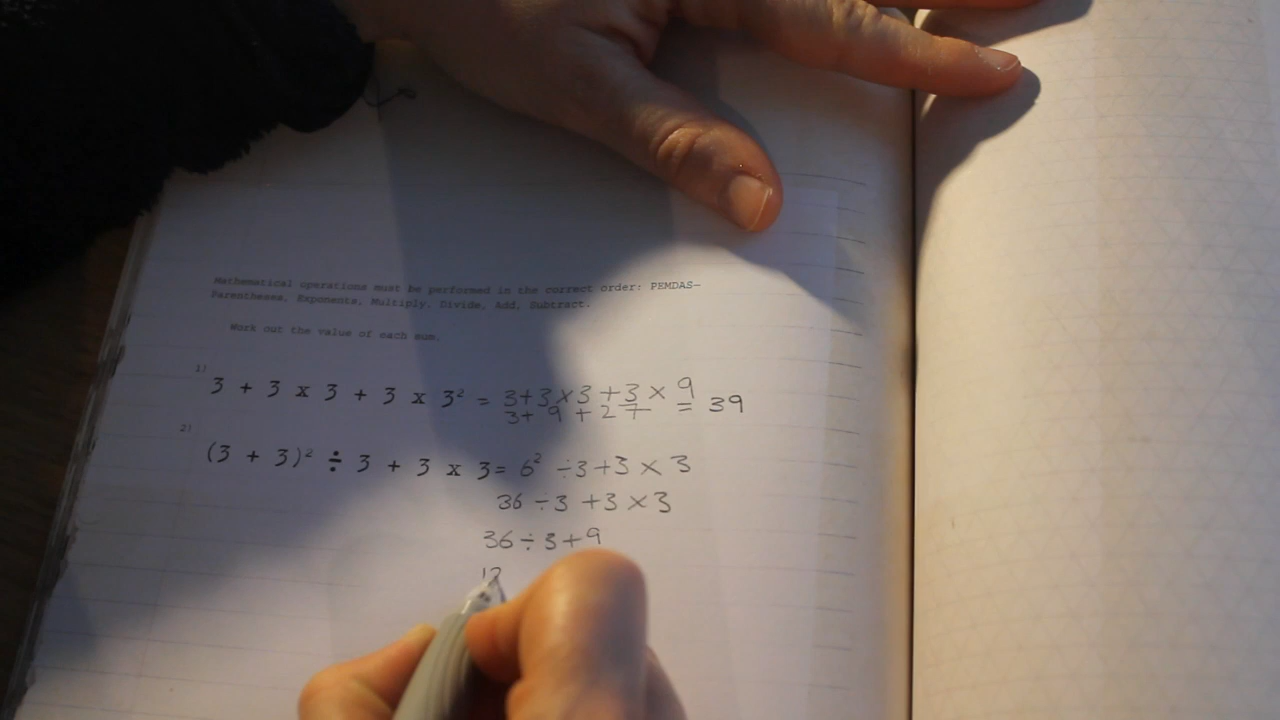 Mathematical operations must be performed in the correct order: PEMDAS—
Parentheses, Exponents, Multiply, Divide, Add, Subtract.
Work out the value of each sum.
1)
3 + 3 x 3 + 3 x 3² = 3+3×3+3×9
3+ 9 + 27 = 39
2)
(3 + 3)² ÷ 3 + 3 x 3= 6² ÷3+3×3
36÷3+3×3
36÷3+9
12